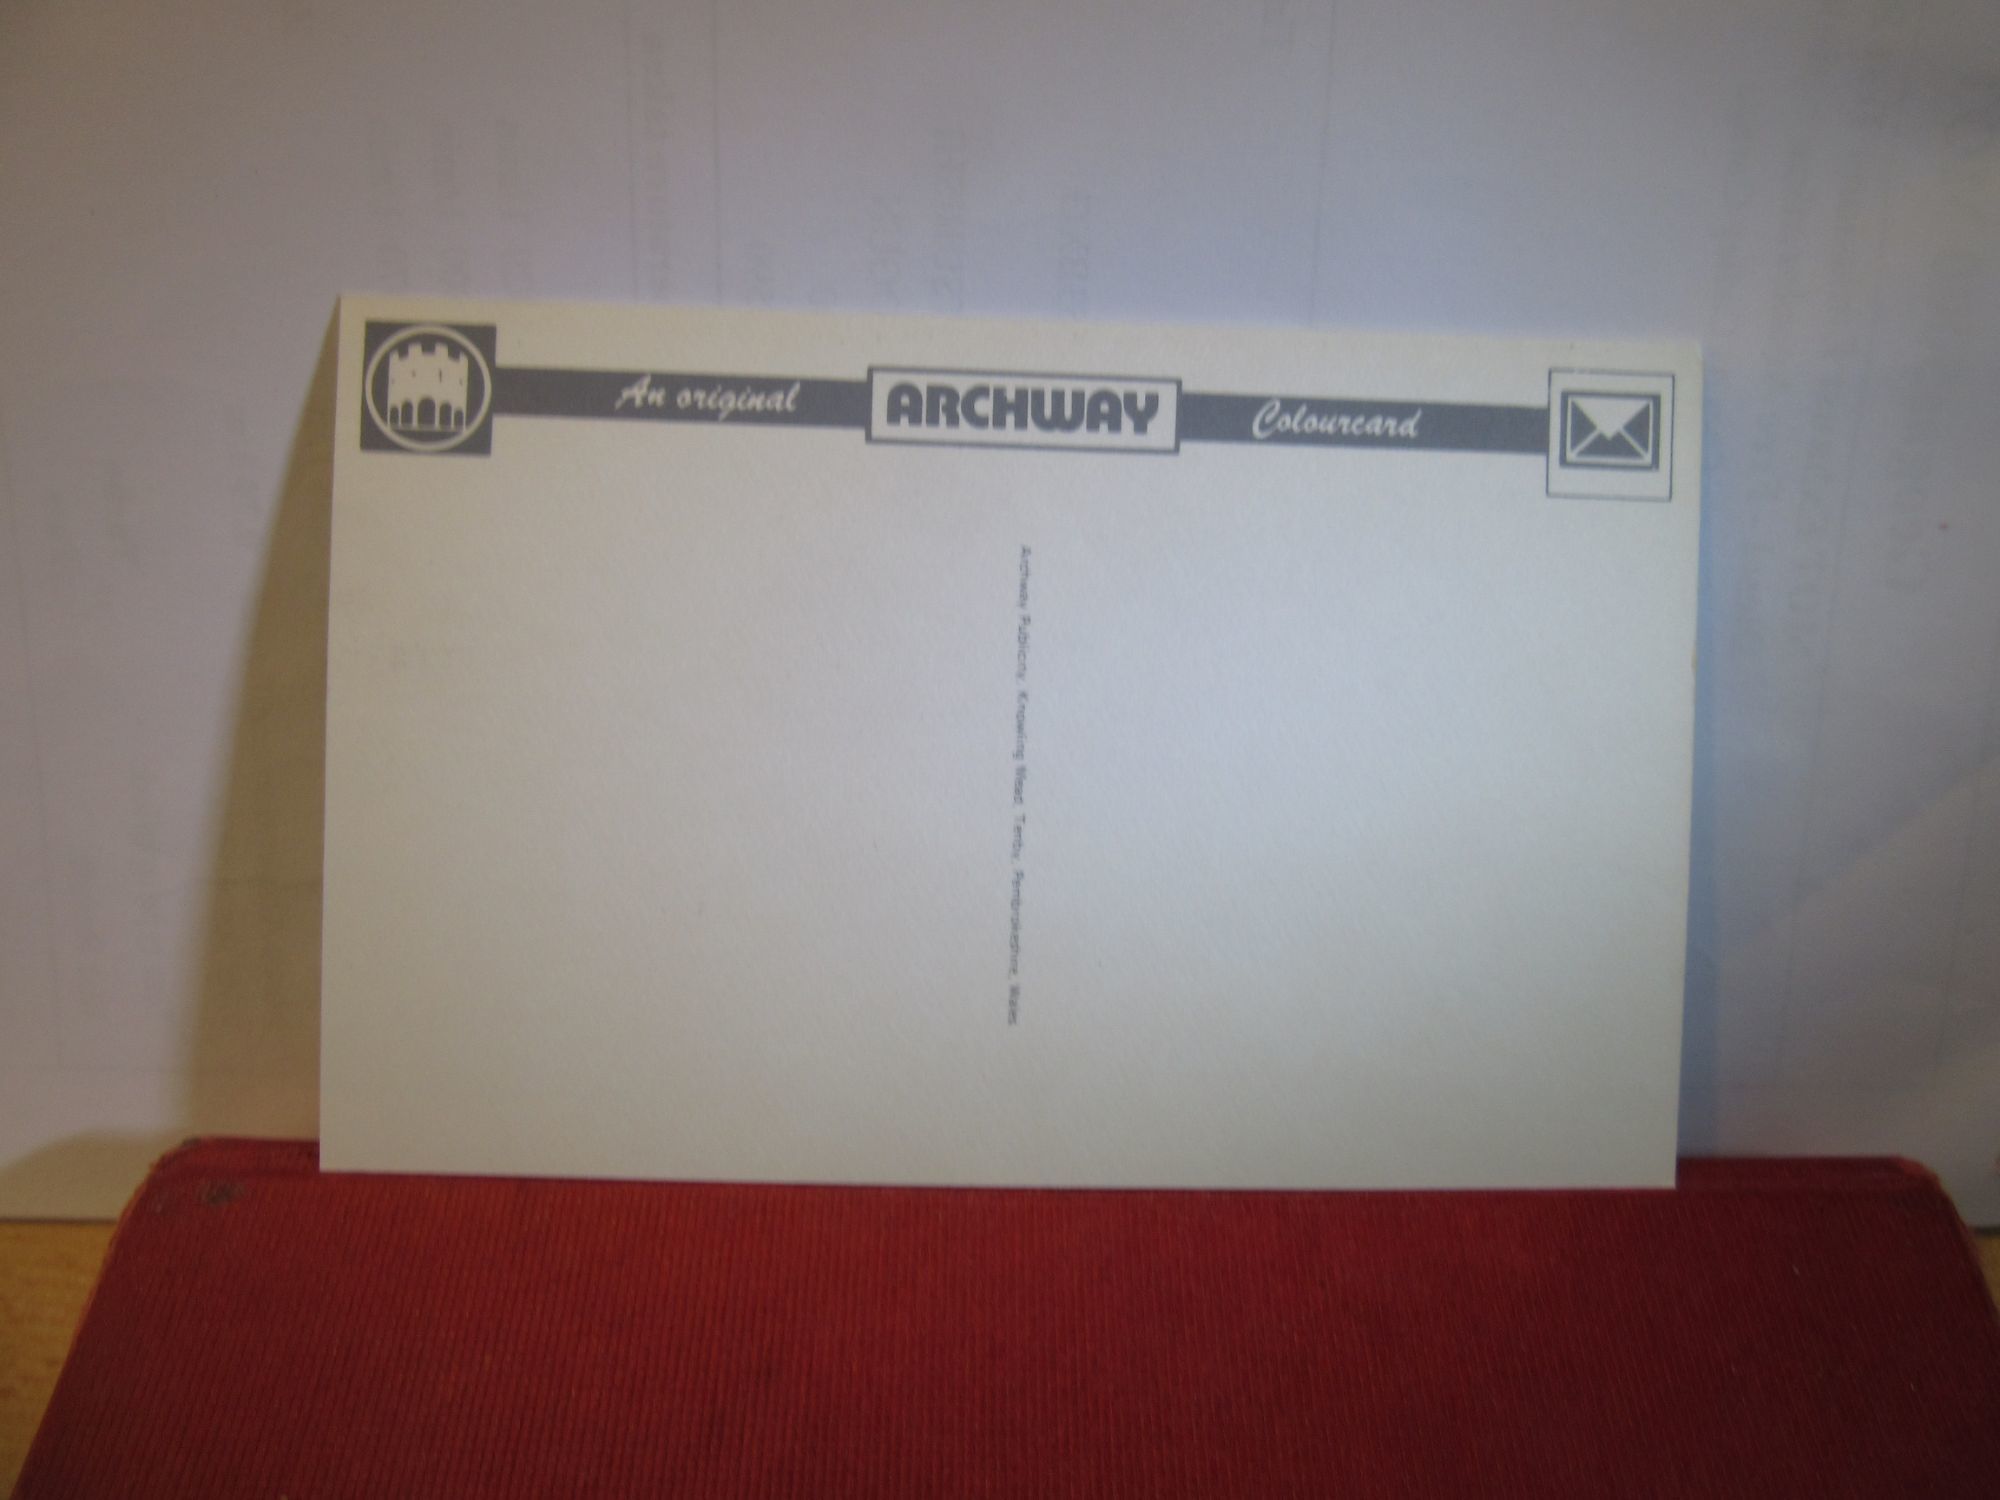 An original ARCHWAY Colourcard
Archway Publicity, Knowling Mead, Tenby, Pembrokeshire, Wales